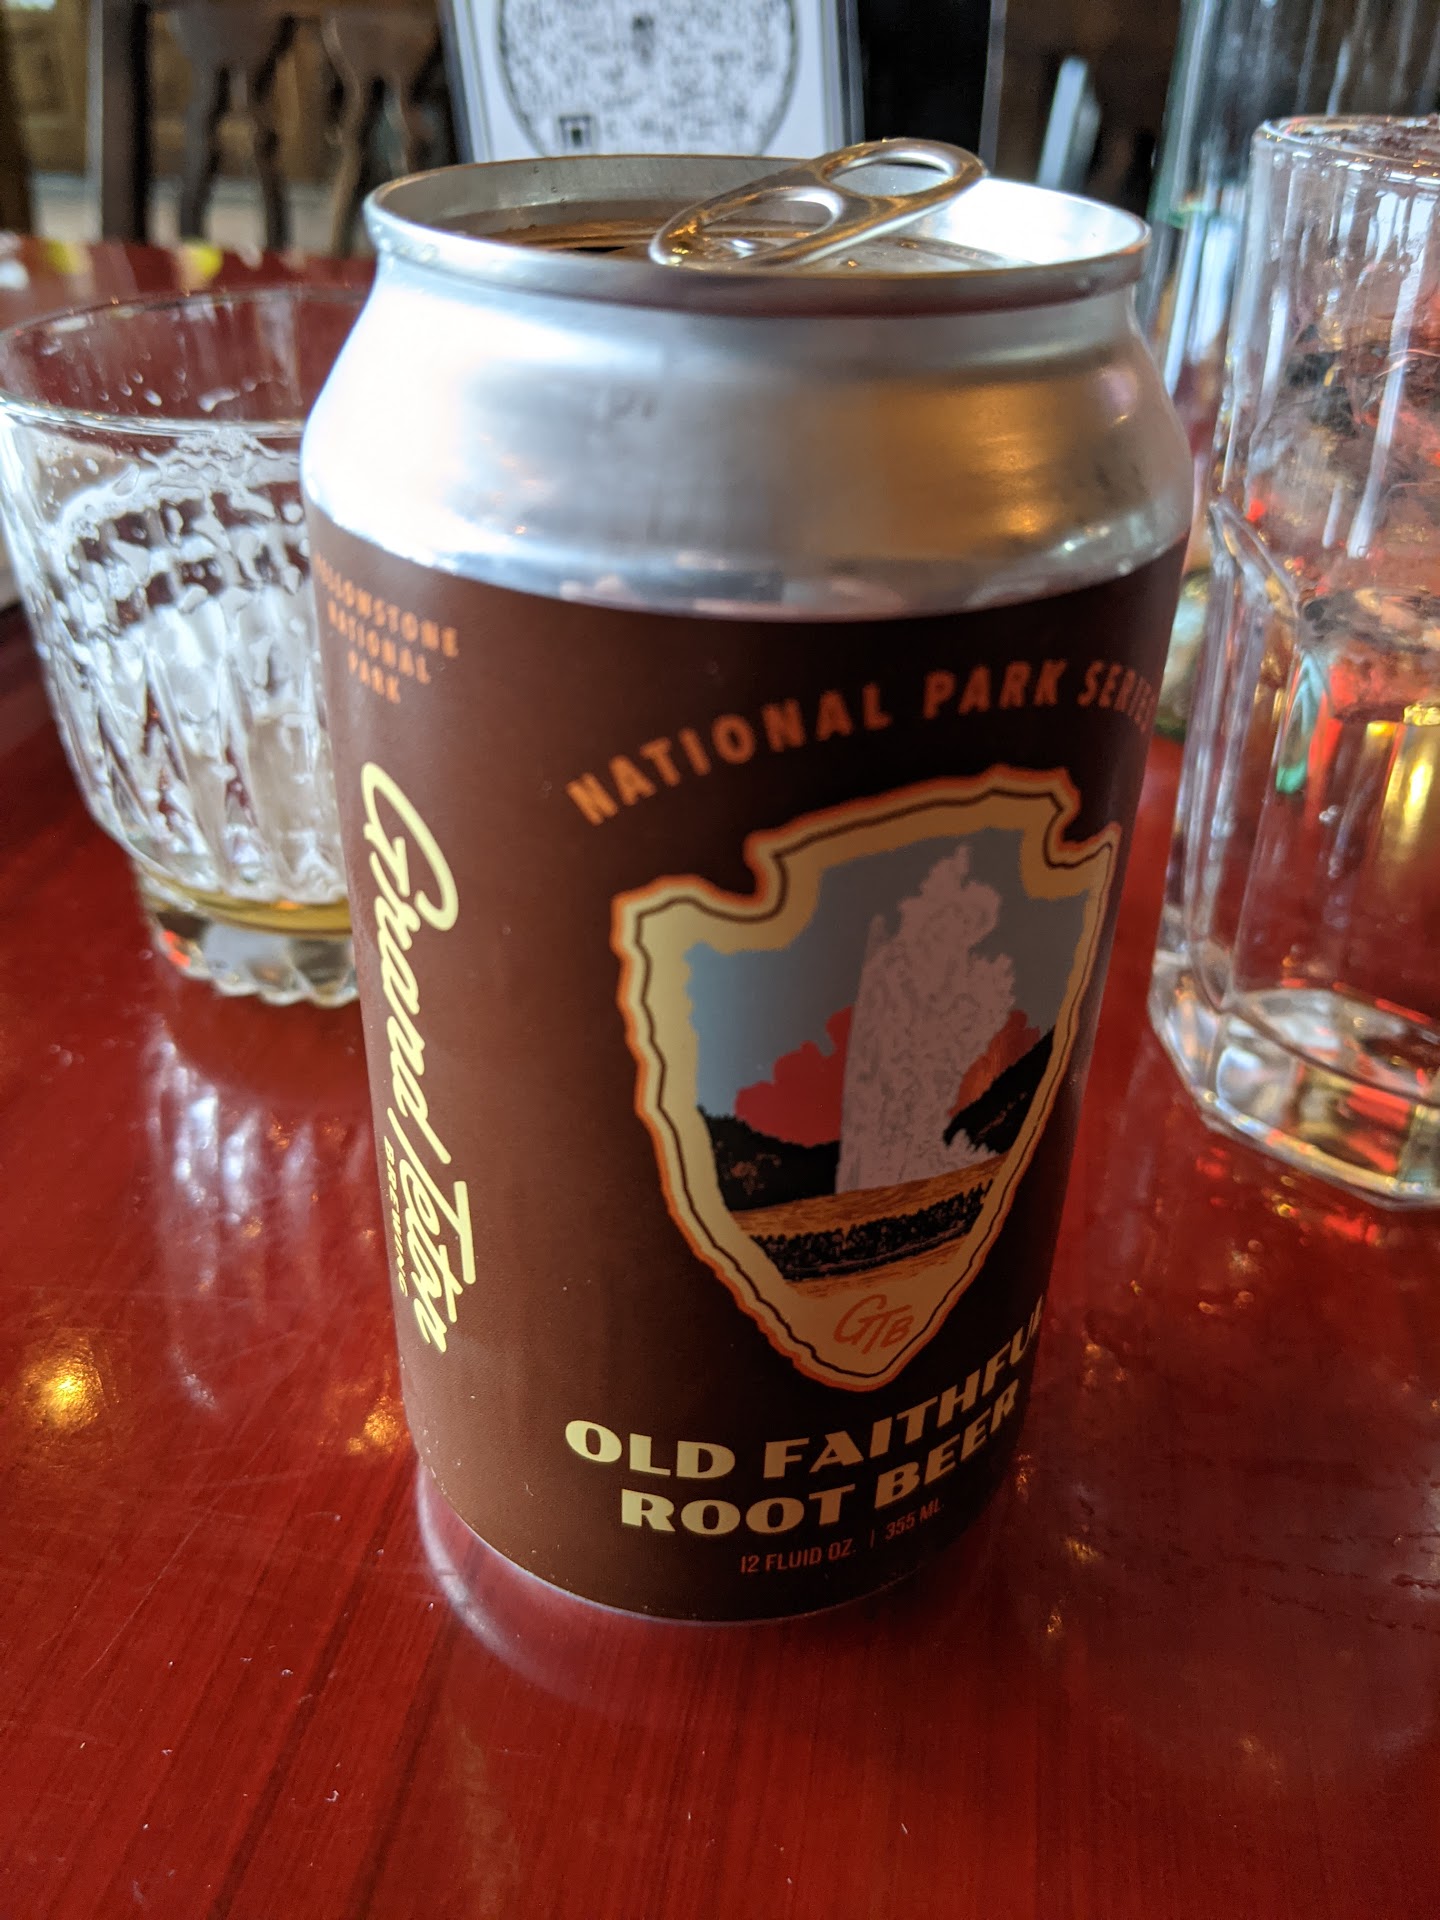 YELLOWSTONE
NATIONAL
PARK
Grand Teton
BREWING
NATIONAL PARK SERIES
GTB
OLD FAITHFUL
ROOT BEER
12 FLUID OZ. | 355 ML.